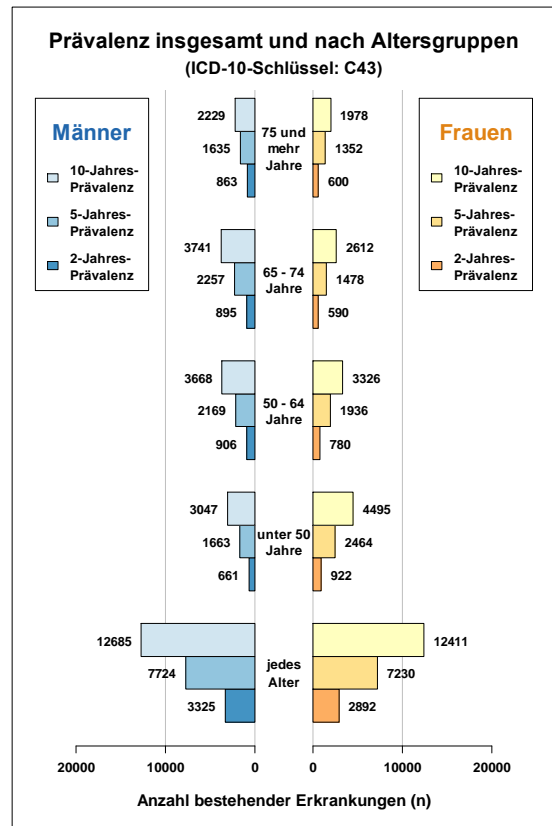 Prävalenz insgesamt und nach Altersgruppen
(ICD-10-Schlüssel: C43)
Männer
10-Jahres-
Prävalenz
5-Jahres-
Prävalenz
2-Jahres-
Prävalenz
Frauen
10-Jahres-
Prävalenz
5-Jahres-
Prävalenz
2-Jahres-
Prävalenz
2229
1635
863
75 und
mehr
Jahre
1978
1352
600
3741
2257
895
65 - 74
Jahre
2612
1478
590
3668
2169
906
50 - 64
Jahre
3326
1936
780
3047
1663
661
unter 50
Jahre
4495
2464
922
12685
7724
3325
jedes
Alter
12411
7230
2892
20000 10000 0 0 10000 20000
Anzahl bestehender Erkrankungen (n)